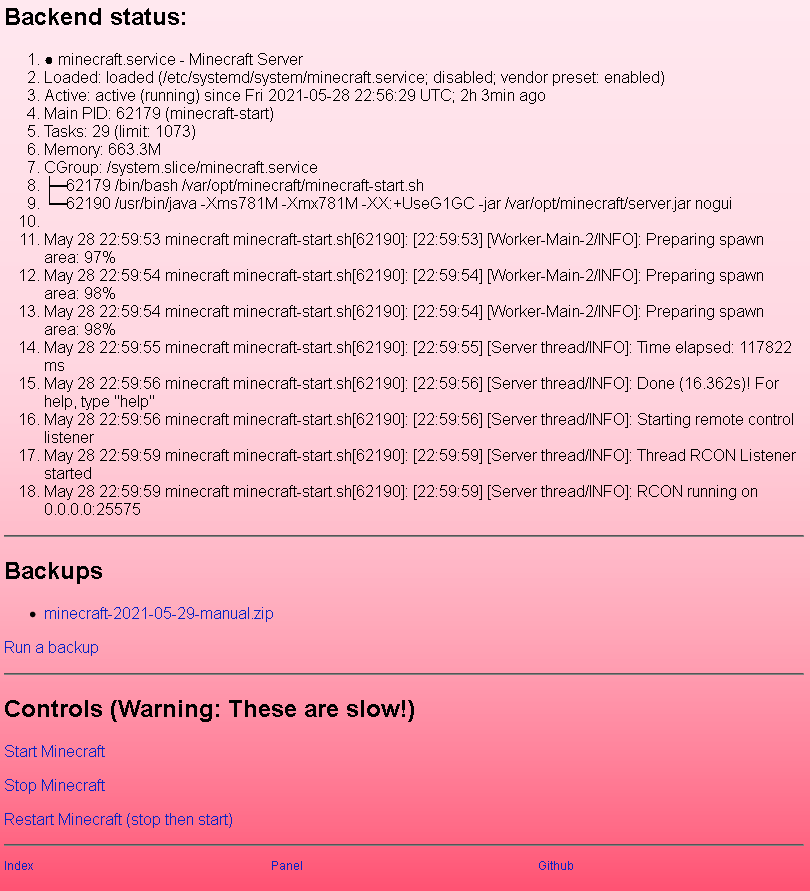 Backend status:
1. ● minecraft.service - Minecraft Server
2. Loaded: loaded (/etc/systemd/system/minecraft.service; disabled; vendor preset: enabled)
3. Active: active (running) since Fri 2021-05-28 22:56:29 UTC; 2h 3min ago
4. Main PID: 62179 (minecraft-start)
5. Tasks: 29 (limit: 1073)
6. Memory: 663.3M
7. CGroup: /system.slice/minecraft.service
8. ├─62179 /bin/bash /var/opt/minecraft/minecraft-start.sh
9. └─62190 /usr/bin/java -Xms781M -Xmx781M -XX:+UseG1GC -jar /var/opt/minecraft/server.jar nogui
10.
11. May 28 22:59:53 minecraft minecraft-start.sh[62190]: [22:59:53] [Worker-Main-2/INFO]: Preparing spawn
area: 97%
12. May 28 22:59:54 minecraft minecraft-start.sh[62190]: [22:59:54] [Worker-Main-2/INFO]: Preparing spawn
area: 98%
13. May 28 22:59:54 minecraft minecraft-start.sh[62190]: [22:59:54] [Worker-Main-2/INFO]: Preparing spawn
area: 98%
14. May 28 22:59:55 minecraft minecraft-start.sh[62190]: [22:59:55] [Server thread/INFO]: Time elapsed: 117822
ms
15. May 28 22:59:56 minecraft minecraft-start.sh[62190]: [22:59:56] [Server thread/INFO]: Done (16.362s)! For
help, type "help"
16. May 28 22:59:56 minecraft minecraft-start.sh[62190]: [22:59:56] [Server thread/INFO]: Starting remote control
listener
17. May 28 22:59:59 minecraft minecraft-start.sh[62190]: [22:59:59] [Server thread/INFO]: Thread RCON Listener
started
18. May 28 22:59:59 minecraft minecraft-start.sh[62190]: [22:59:59] [Server thread/INFO]: RCON running on
0.0.0.0:25575
Backups
• minecraft-2021-05-29-manual.zip
Run a backup
Controls (Warning: These are slow!)
Start Minecraft
Stop Minecraft
Restart Minecraft (stop then start)
Index Panel Github